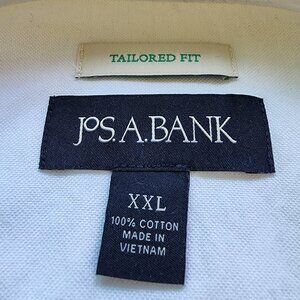 TAILORED FIT
JOS. A. BANK
XXL
100% COTTON
MADE IN
VIETNAM